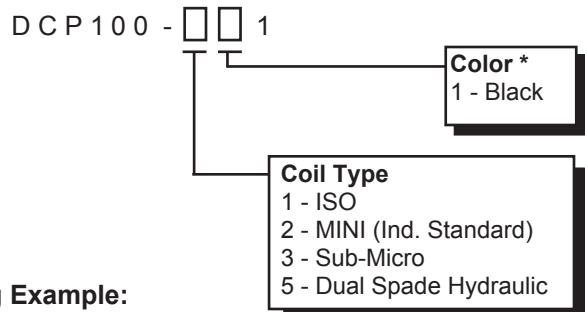 DCP100-□□1
Color *
1 - Black
Coil Type
1 - ISO
2 - MINI (Ind. Standard)
3 - Sub-Micro
5 - Dual Spade Hydraulic
Example: